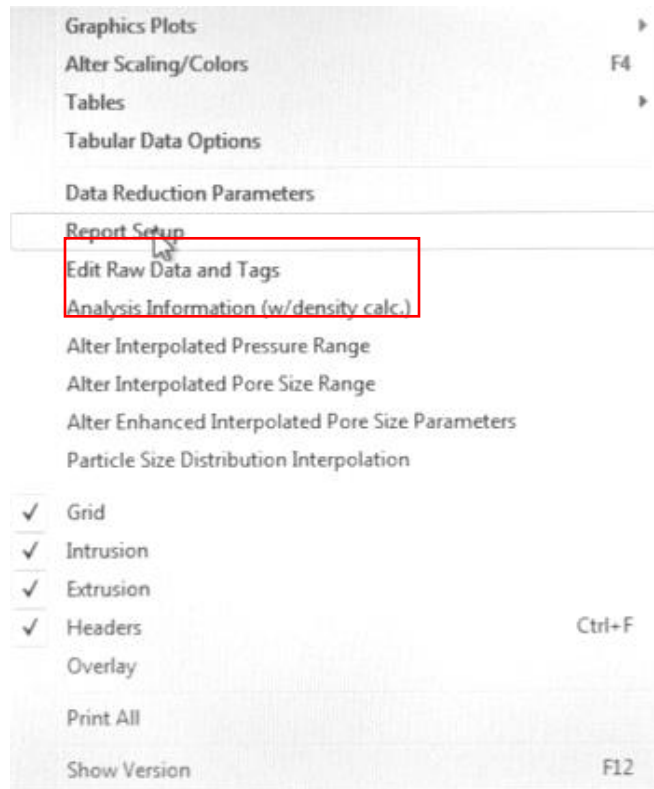 Graphics Plots
Alter Scaling/Colors F4
Tables
Tabular Data Options
Data Reduction Parameters
Report Setup
Edit Raw Data and Tags
Analysis Information (w/density calc.)
Alter Interpolated Pressure Range
Alter Interpolated Pore Size Range
Alter Enhanced Interpolated Pore Size Parameters
Particle Size Distribution Interpolation
Grid
Intrusion
Extrusion
Headers Ctrl+F
Overlay
Print All
Show Version F12